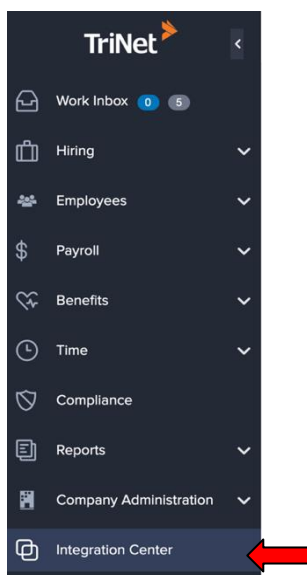 TriNet
Work Inbox 0 5
Hiring
Employees
Payroll
Benefits
Time
Compliance
Reports
Company Administration
Integration Center